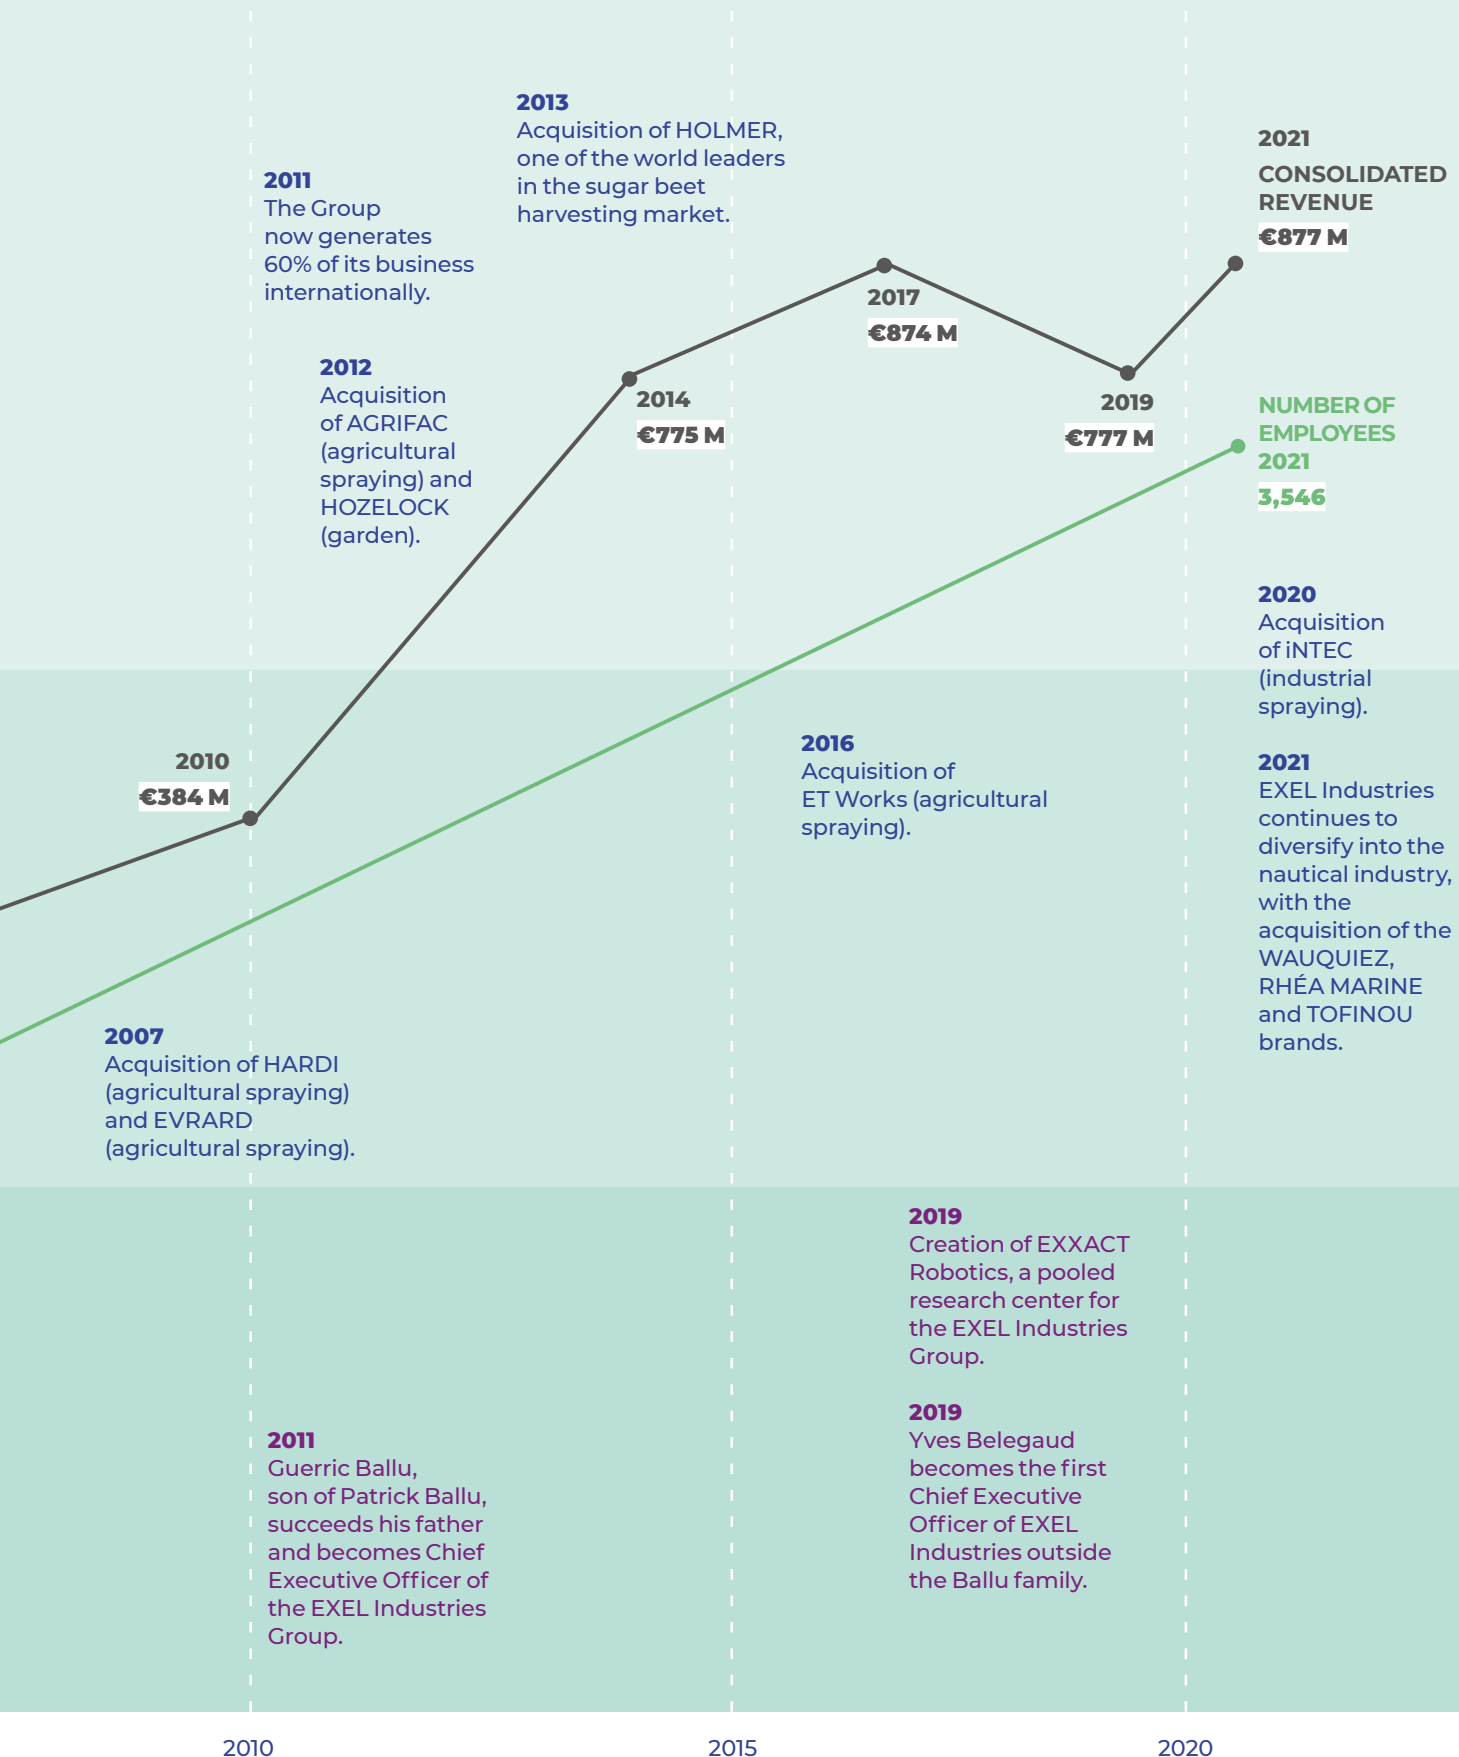 2013
Acquisition of HOLMER,
one of the world leaders
in the sugar beet
harvesting market.
2021
CONSOLIDATED
REVENUE
€877 M
2011
The Group
now generates
60% of its business
internationally.
2017
€874 M
2012
Acquisition
of AGRIFAC
(agricultural
spraying) and
HOZELOCK
(garden).
2014
€775 M
2019
€777 M
NUMBER OF
EMPLOYEES
2021
3,546
2020
Acquisition
of iNTEC
(industrial
spraying).
2010
€384 M
2016
Acquisition of
ET Works (agricultural
spraying).
2021
EXEL Industries
continues to
diversify into the
nautical industry,
with the
acquisition of the
WAUQUIEZ,
RHÉA MARINE
and TOFINOU
brands.
2007
Acquisition of HARDI
(agricultural spraying)
and EVRARD
(agricultural spraying).
2019
Creation of EXXACT
Robotics, a pooled
research center for
the EXEL Industries
Group.
2019
Yves Belegaud
becomes the first
Chief Executive
Officer of EXEL
Industries outside
the Ballu family.
2011
Guerric Ballu,
son of Patrick Ballu,
succeeds his father
and becomes Chief
Executive Officer of
the EXEL Industries
Group.
2010
2015
2020